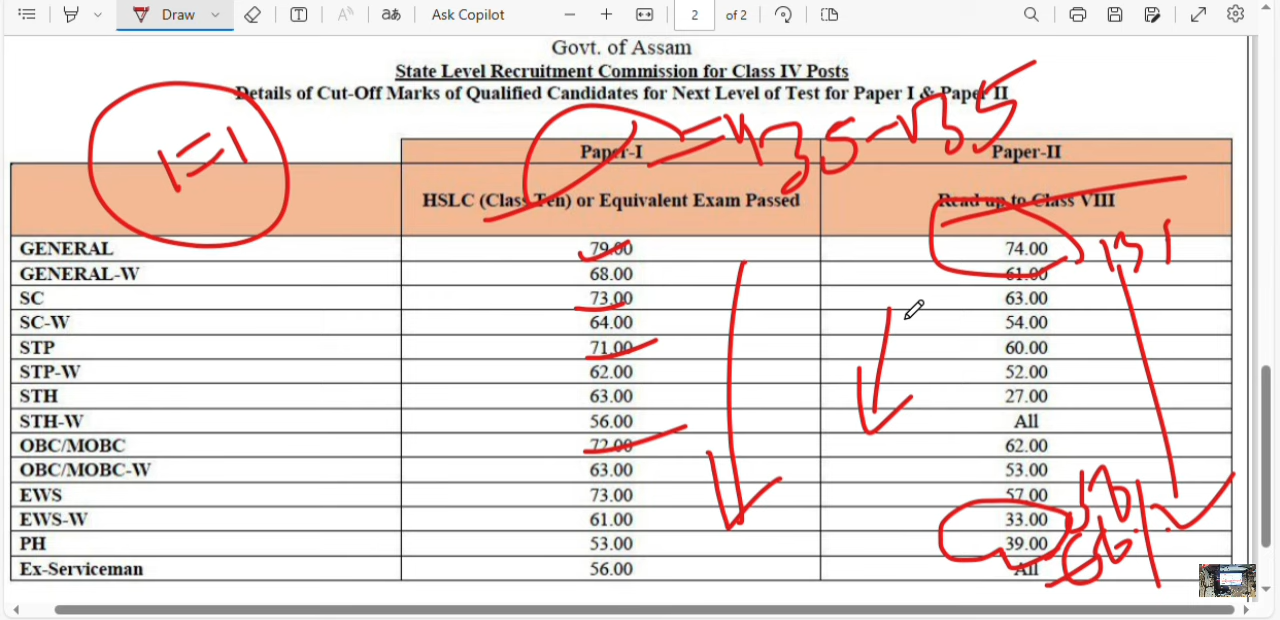 Draw aあ Ask Copilot 2 of 2
Govt. of Assam
State Level Recruitment Commission for Class IV Posts
Details of Cut-Off Marks of Qualified Candidates for Next Level of Test for Paper I & Paper II
1=1
Paper-I Paper-II
HSLC (Class Ten) or Equivalent Exam Passed Read up to Class VIII
GENERAL 79.00 74.00
GENERAL-W 68.00 61.00
SC 73.00 63.00
SC-W 64.00 54.00
STP 71.00 60.00
STP-W 62.00 52.00
STH 63.00 27.00
STH-W 56.00 All
OBC/MOBC 72.00 62.00
OBC/MOBC-W 63.00 53.00
EWS 73.00 57.00
EWS-W 61.00 33.00
PH 53.00 39.00
Ex-Serviceman 56.00 All